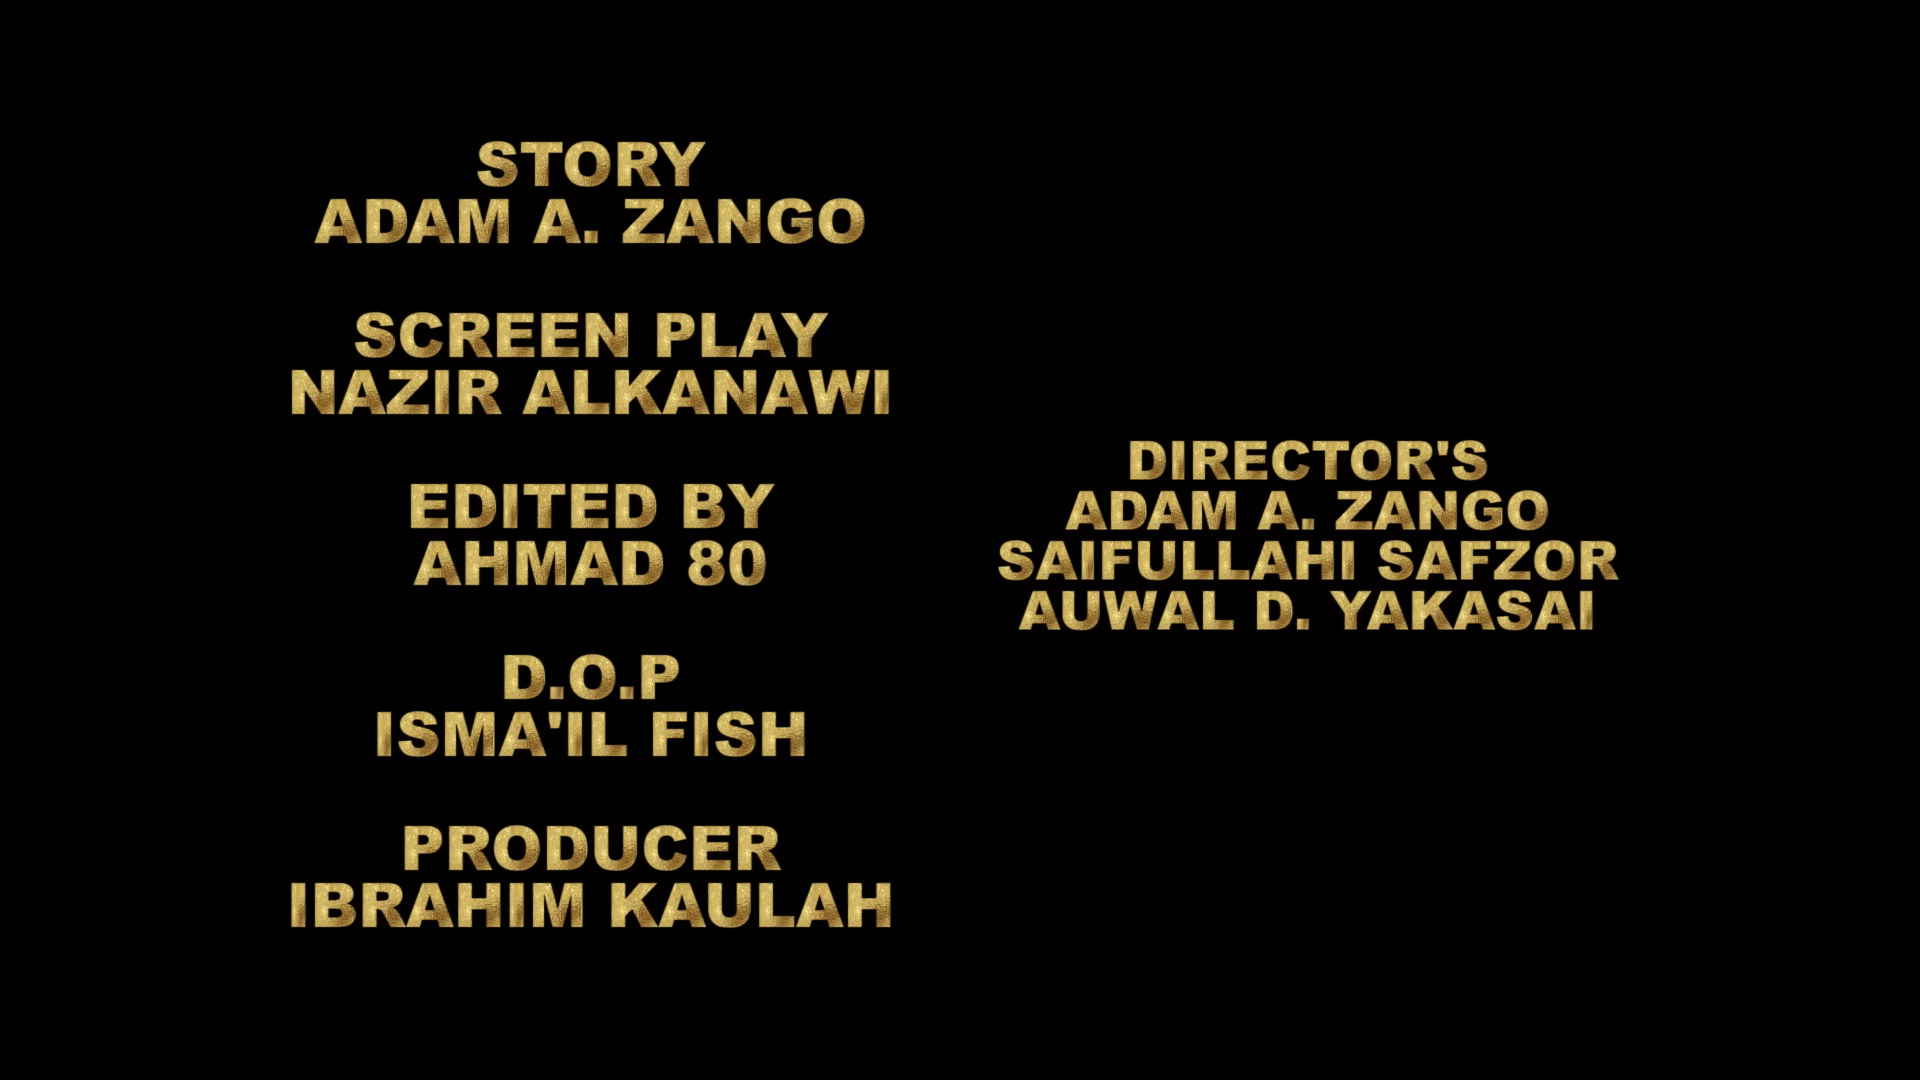 STORY
ADAM A. ZANGO
SCREEN PLAY
NAZIR ALKANAWI
EDITED BY
AHMAD 80
D.O.P
ISMA'IL FISH
PRODUCER
IBRAHIM KAULAH
DIRECTOR'S
ADAM A. ZANGO
SAIFULLAHI SAFZOR
AUWAL D. YAKASAI